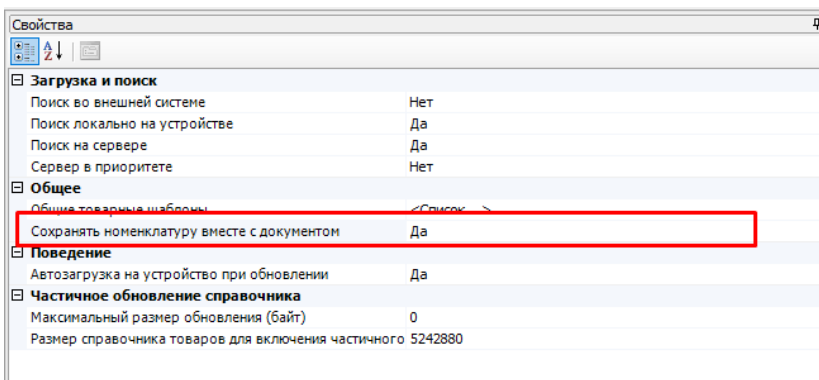 Свойства
Загрузка и поиск
Поиск во внешней системе Нет
Поиск локально на устройстве Да
Поиск на сервере Да
Сервер в приоритете Нет
Общее
Общие товарные шаблоны <Список...>
Сохранять номенклатуру вместе с документом Да
Поведение
Автозагрузка на устройство при обновлении Да
Частичное обновление справочника
Максимальный размер обновления (байт) 0
Размер справочника товаров для включения частичного 5242880